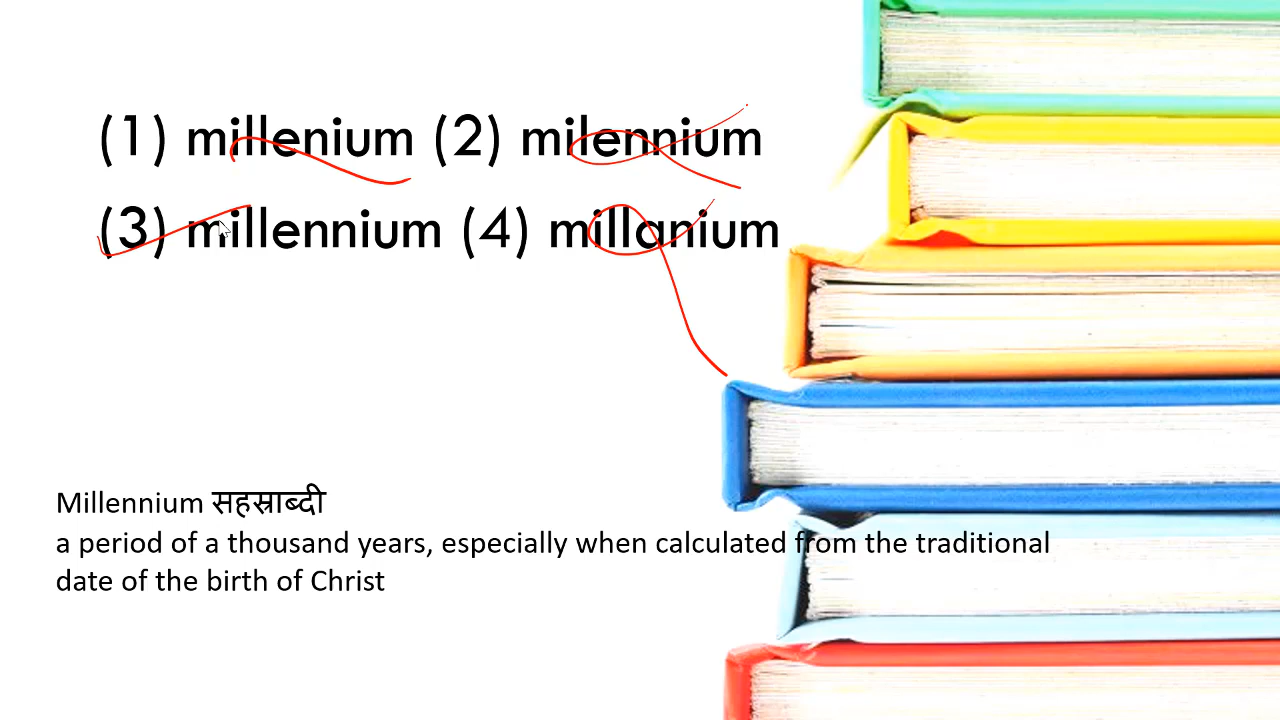 (1) millenium (2) milennium
(3) millennium (4) millanium
Millennium सहस्राब्दी
a period of a thousand years, especially when calculated from the traditional
date of the birth of Christ